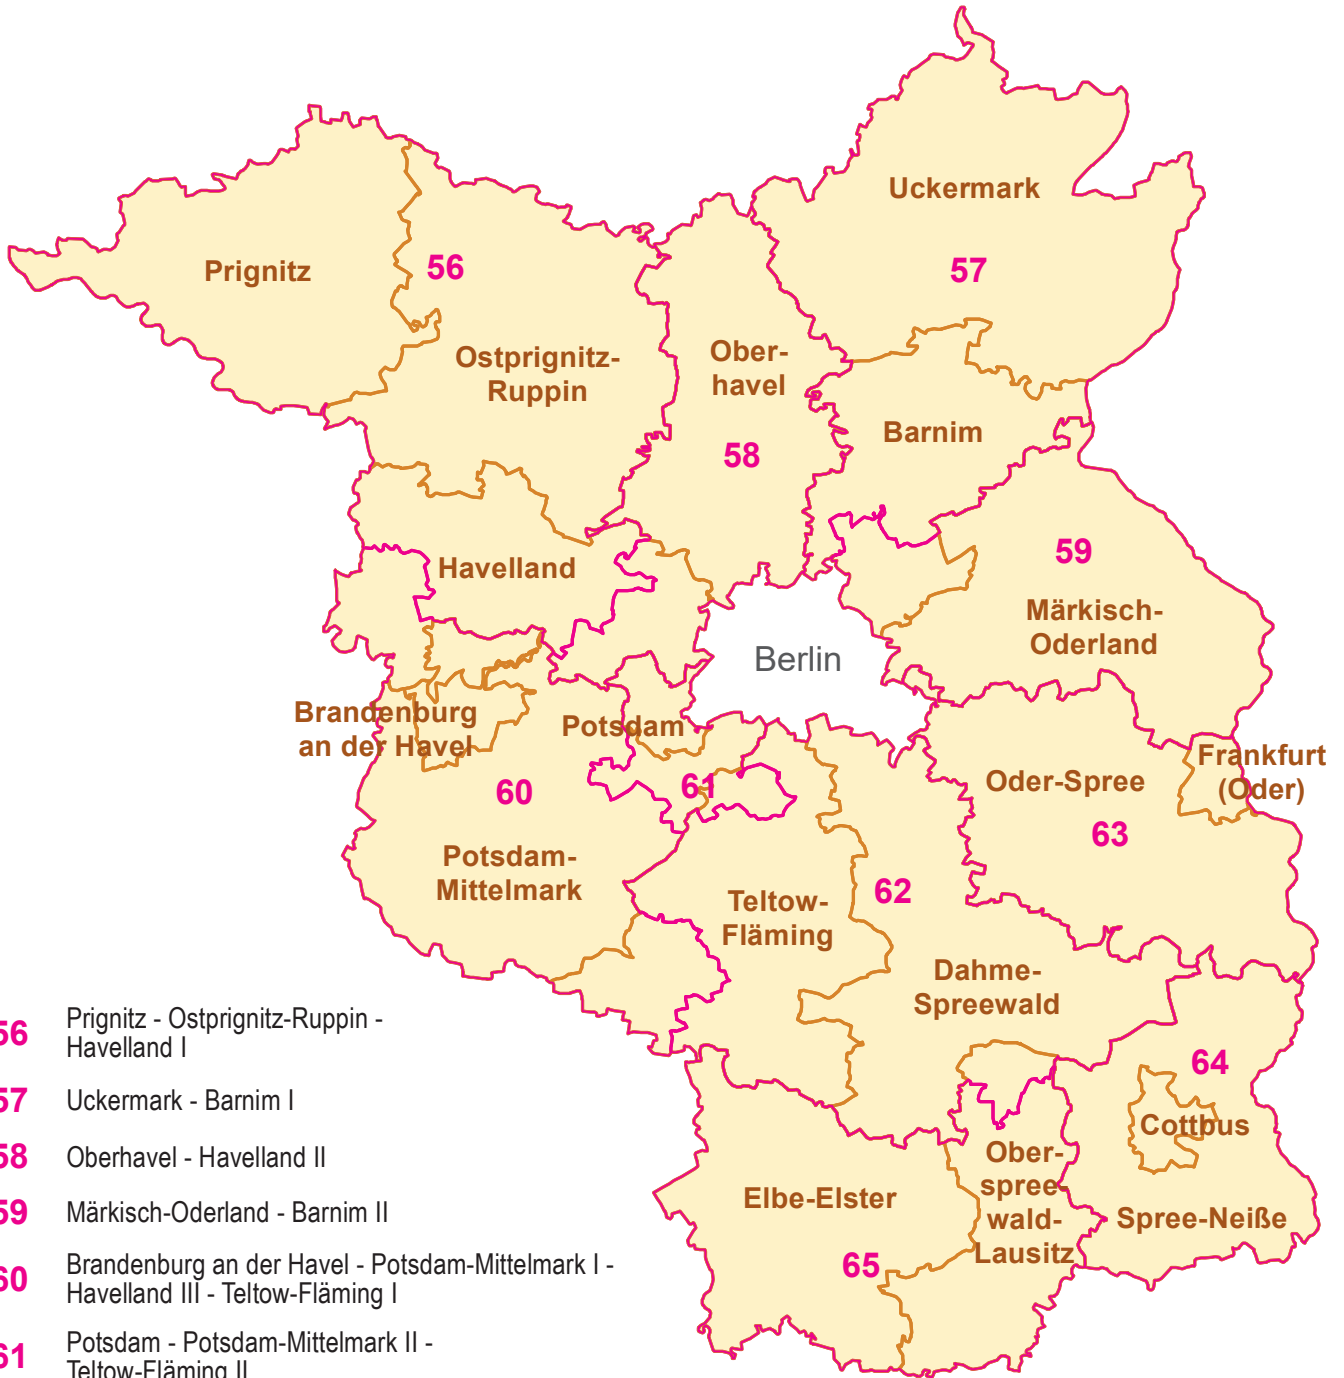 Uckermark
57
Prignitz
56
Ostprignitz-
Ruppin
Ober-
havel
58
Barnim
59
Havelland
Märkisch-
Oderland
Berlin
Brandenburg
an der Havel
Potsdam
60
61
Oder-Spree
63
Frankfurt
(Oder)
Potsdam-
Mittelmark
Teltow-
Fläming
62
Dahme-
Spreewald
64
Cottbus
Ober-
spree-
wald-
Lausitz
Elbe-Elster
65
Spree-Neiße
56 Prignitz - Ostprignitz-Ruppin -
Havelland I
57 Uckermark - Barnim I
58 Oberhavel - Havelland II
59 Märkisch-Oderland - Barnim II
60 Brandenburg an der Havel - Potsdam-Mittelmark I -
Havelland III - Teltow-Fläming I
61 Potsdam - Potsdam-Mittelmark II -
Teltow-Fläming II